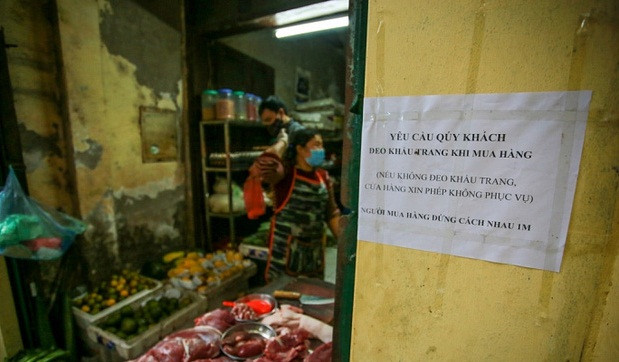 YÊU CẦU QÚY KHÁCH
ĐEO KHẨU TRANG KHI MUA HÀNG
(NẾU KHÔNG ĐEO KHẨU TRANG,
CỬA HÀNG XIN PHÉP KHÔNG PHỤC VỤ)
NGƯỜI MUA HÀNG ĐỨNG CÁCH NHAU 1M